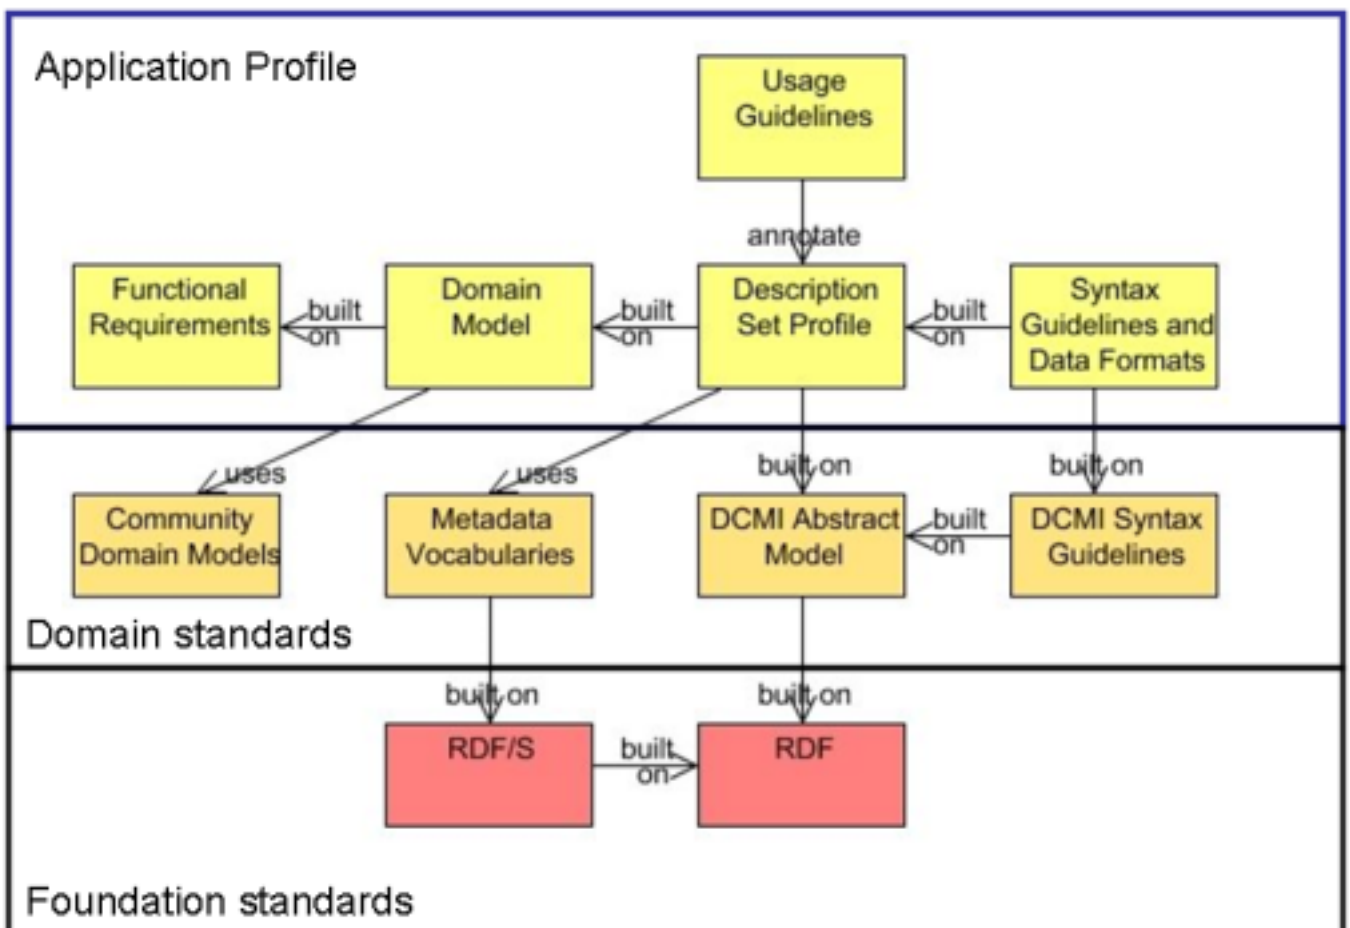 Application Profile
Usage
Guidelines
annotate
Functional
Requirements
built
on
Domain
Model
built
on
Description
Set Profile
built
on
Syntax
Guidelines and
Data Formats
uses
uses
built on
built on
Community
Domain Models
Metadata
Vocabularies
DCMI Abstract
Model
built
on
DCMI Syntax
Guidelines
Domain standards
built on
built on
RDF/S
built
on
RDF
Foundation standards